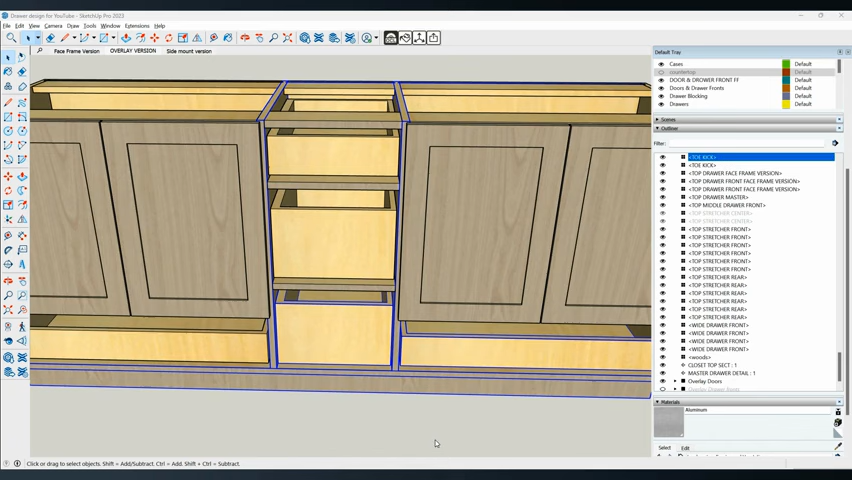 Drawer design for YouTube - SketchUp Pro 2023
File Edit View Camera Draw Tools Window Extensions Help
Face Frame Version OVERLAY VERSION Side mount version
Default Tray
Cases Default
countertop Default
DOOR & DROWER FRONT FF Default
Doors & Drawer Fronts Default
Drawer Blocking Default
Drawers Default
Scenes
Outliner
Filter:
<TOE KICK>
<TOE KICK>
<TOP DRAWER FACE FRAME VERSION>
<TOP DRAWER FRONT FACE FRAME VERSION>
<TOP DRAWER FRONT FACE FRAME VERSION>
<TOP DRAWER MASTER>
<TOP MIDDLE DRAWER FRONT>
<TOP STRETCHER CENTER>
<TOP STRETCHER CENTER>
<TOP STRETCHER FRONT>
<TOP STRETCHER FRONT>
<TOP STRETCHER FRONT>
<TOP STRETCHER FRONT>
<TOP STRETCHER FRONT>
<TOP STRETCHER FRONT>
<TOP STRETCHER REAR>
<TOP STRETCHER REAR>
<TOP STRETCHER REAR>
<TOP STRETCHER REAR>
<TOP STRETCHER REAR>
<TOP STRETCHER REAR>
<WIDE DRAWER FRONT>
<WIDE DRAWER FRONT>
<WIDE DRAWER FRONT>
<WIDE DRAWER FRONT>
<woods>
CLOSET TOP SECT : 1
MASTER DRAWER DETAIL : 1
Overlay Doors
Materials
Aluminum
Select Edit
Click or drag to select objects. Shift = Add/Subtract. Ctrl = Add. Shift + Ctrl = Subtract.